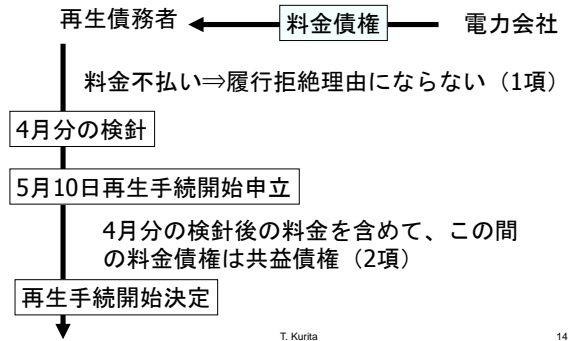 再生債務者 料金債権 電力会社
料金不払い⇒履行拒絶理由にならない（1項）
4月分の検針
5月10日再生手続開始申立
4月分の検針後の料金を含めて、この間
の料金債権は共益債権（2項）
再生手続開始決定
T. Kurita 14